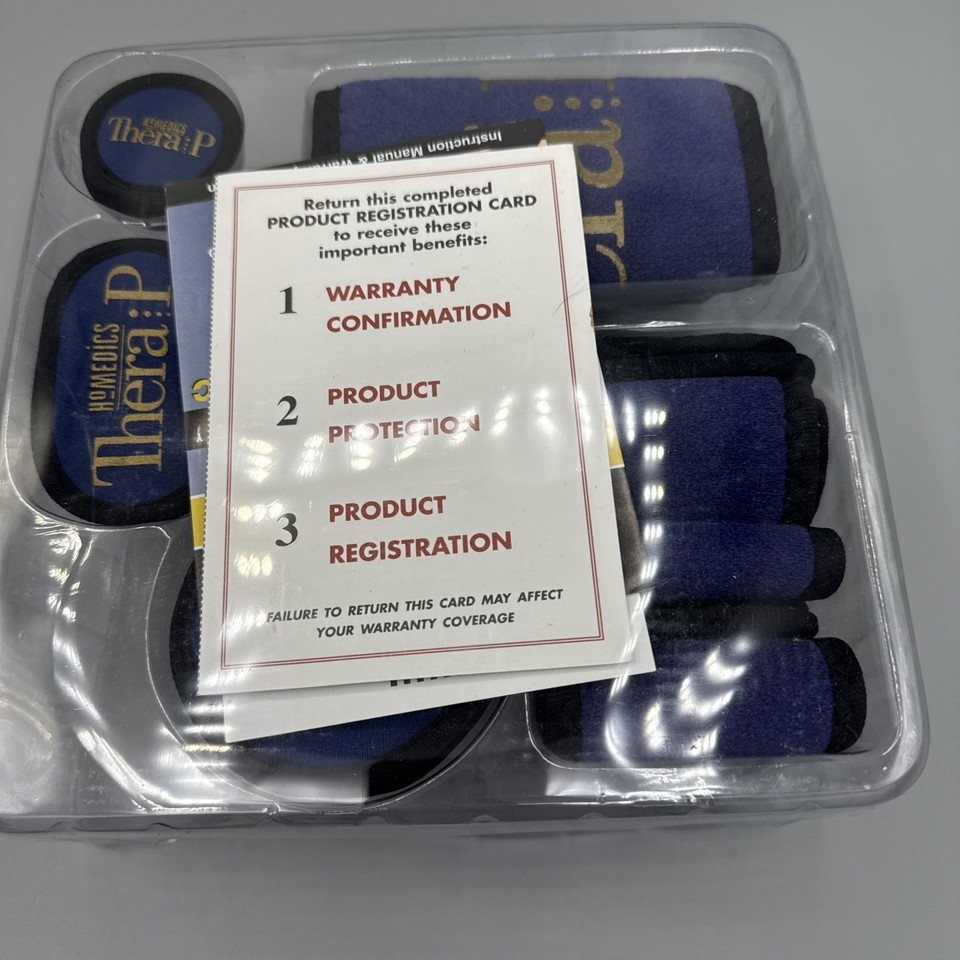 HoMEDiCS
Thera:P
Instruction Manual & Warran
Return this completed
PRODUCT REGISTRATION CARD
to receive these
important benefits:
1 WARRANTY
CONFIRMATION
2 PRODUCT
PROTECTION
3 PRODUCT
REGISTRATION
FAILURE TO RETURN THIS CARD MAY AFFECT
YOUR WARRANTY COVERAGE
HoMEDiCS
Thera:P